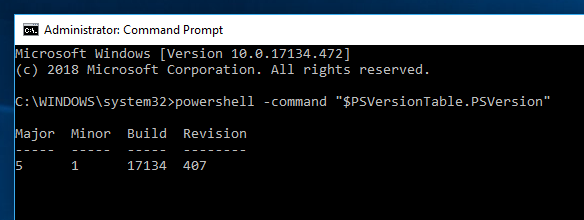 Administrator: Command Prompt
Microsoft Windows [Version 10.0.17134.472]
(c) 2018 Microsoft Corporation. All rights reserved.
C:\WINDOWS\system32>powershell -command "$PSVersionTable.PSVersion"
Major  Minor  Build  Revision
-----  -----  -----  --------
5      1      17134  407